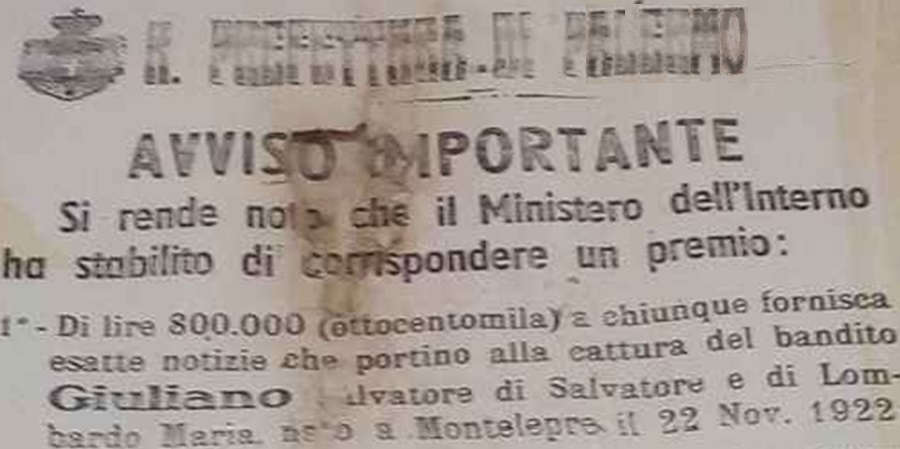 R. PREFETTURA DI PALERMO
AVVISO IMPORTANTE
Si rende noto che il Ministero dell'Interno
ha stabilito di corrispondere un premio:
1° - Di lire 800.000 (ottocentomila) a chiunque fornisca
esatte notizie che portino alla cattura del bandito
Giuliano Salvatore di Salvatore e di Lom-
bardo Maria, nato a Montelepre il 22 Nov. 1922